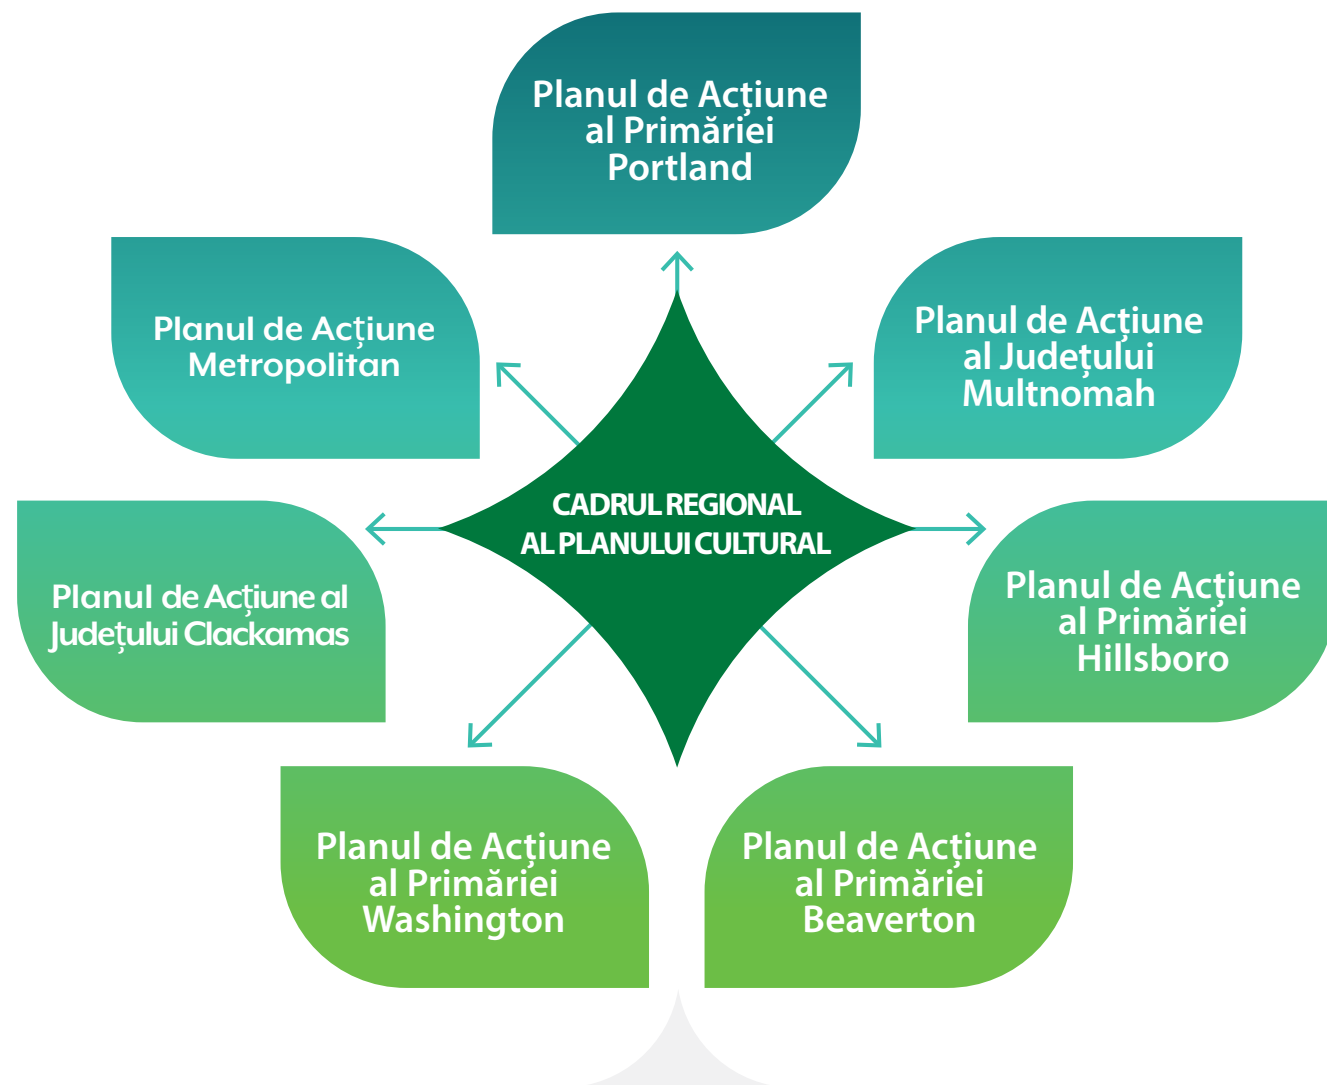 Planul de Acțiune
al Primăriei
Portland
Planul de Acțiune
Metropolitan
Planul de Acțiune
al Județului
Multnomah
CADRUL REGIONAL
AL PLANULUI CULTURAL
Planul de Acțiune al
Județului Clackamas
Planul de Acțiune
al Primăriei
Hillsboro
Planul de Acțiune
al Primăriei
Washington
Planul de Acțiune
al Primăriei
Beaverton